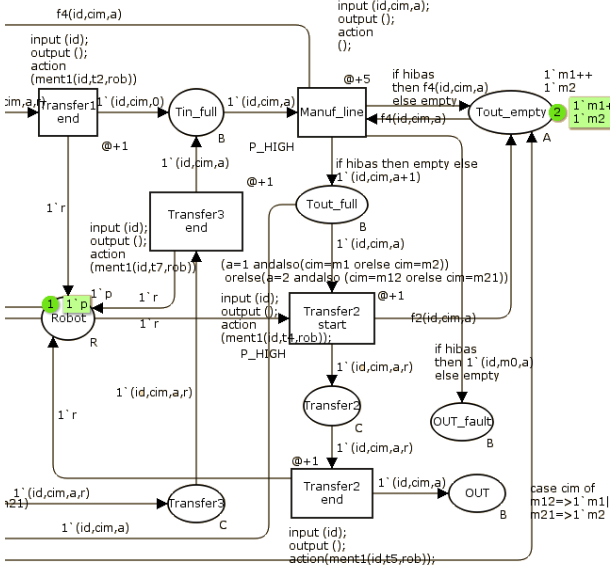 f4(id,cim,a)
input (id,cim,a);
output ();
action
();
input (id);
output ();
action
(ment1(id,t2,rob))
@+5
if hibas
then f4(id,cim,a)
else empty
1`m1++
1`m2
cim,a,r)
Transfer1
end
1`(id,cim,0)
Tin_full
B
1`(id,cim,a)
Manuf_line
f4(id,cim,a)
Tout_empty
A
2
1`m1+
1`m2
@+1
P_HIGH
1`(id,cim,a)
if hibas then empty else
1`(id,cim,a+1)
@+1
1`r
Transfer3
end
Tout_full
B
input (id);
output ();
action
(ment1(id,t7,rob))
1`(id,cim,a)
(a=1 andalso(cim=m1 orelse cim=m2))
orelse(a=2 andalso (cim=m12 orelse cim=m21))
1
1`p
1`p
Robot
R
1`r
1`r
input (id);
output ();
action
(ment1(id,t4,rob));
P_HIGH
@+1
Transfer2
start
f2(id,cim,a)
if hibas
then 1`(id,m0,a)
else empty
1`(id,cim,a,r)
1`(id,cim,a,r)
Transfer2
C
OUT_fault
B
1`r
1`(id,cim,a,r)
@+1
1`(id,cim,a,r)
m21)
Transfer3
C
Transfer2
end
1`(id,cim,a)
OUT
B
case cim of
m12=>1`m1|
m21=>1`m2
1`(id,cim,a)
input (id);
output ();
action(ment1(id,t5,rob));